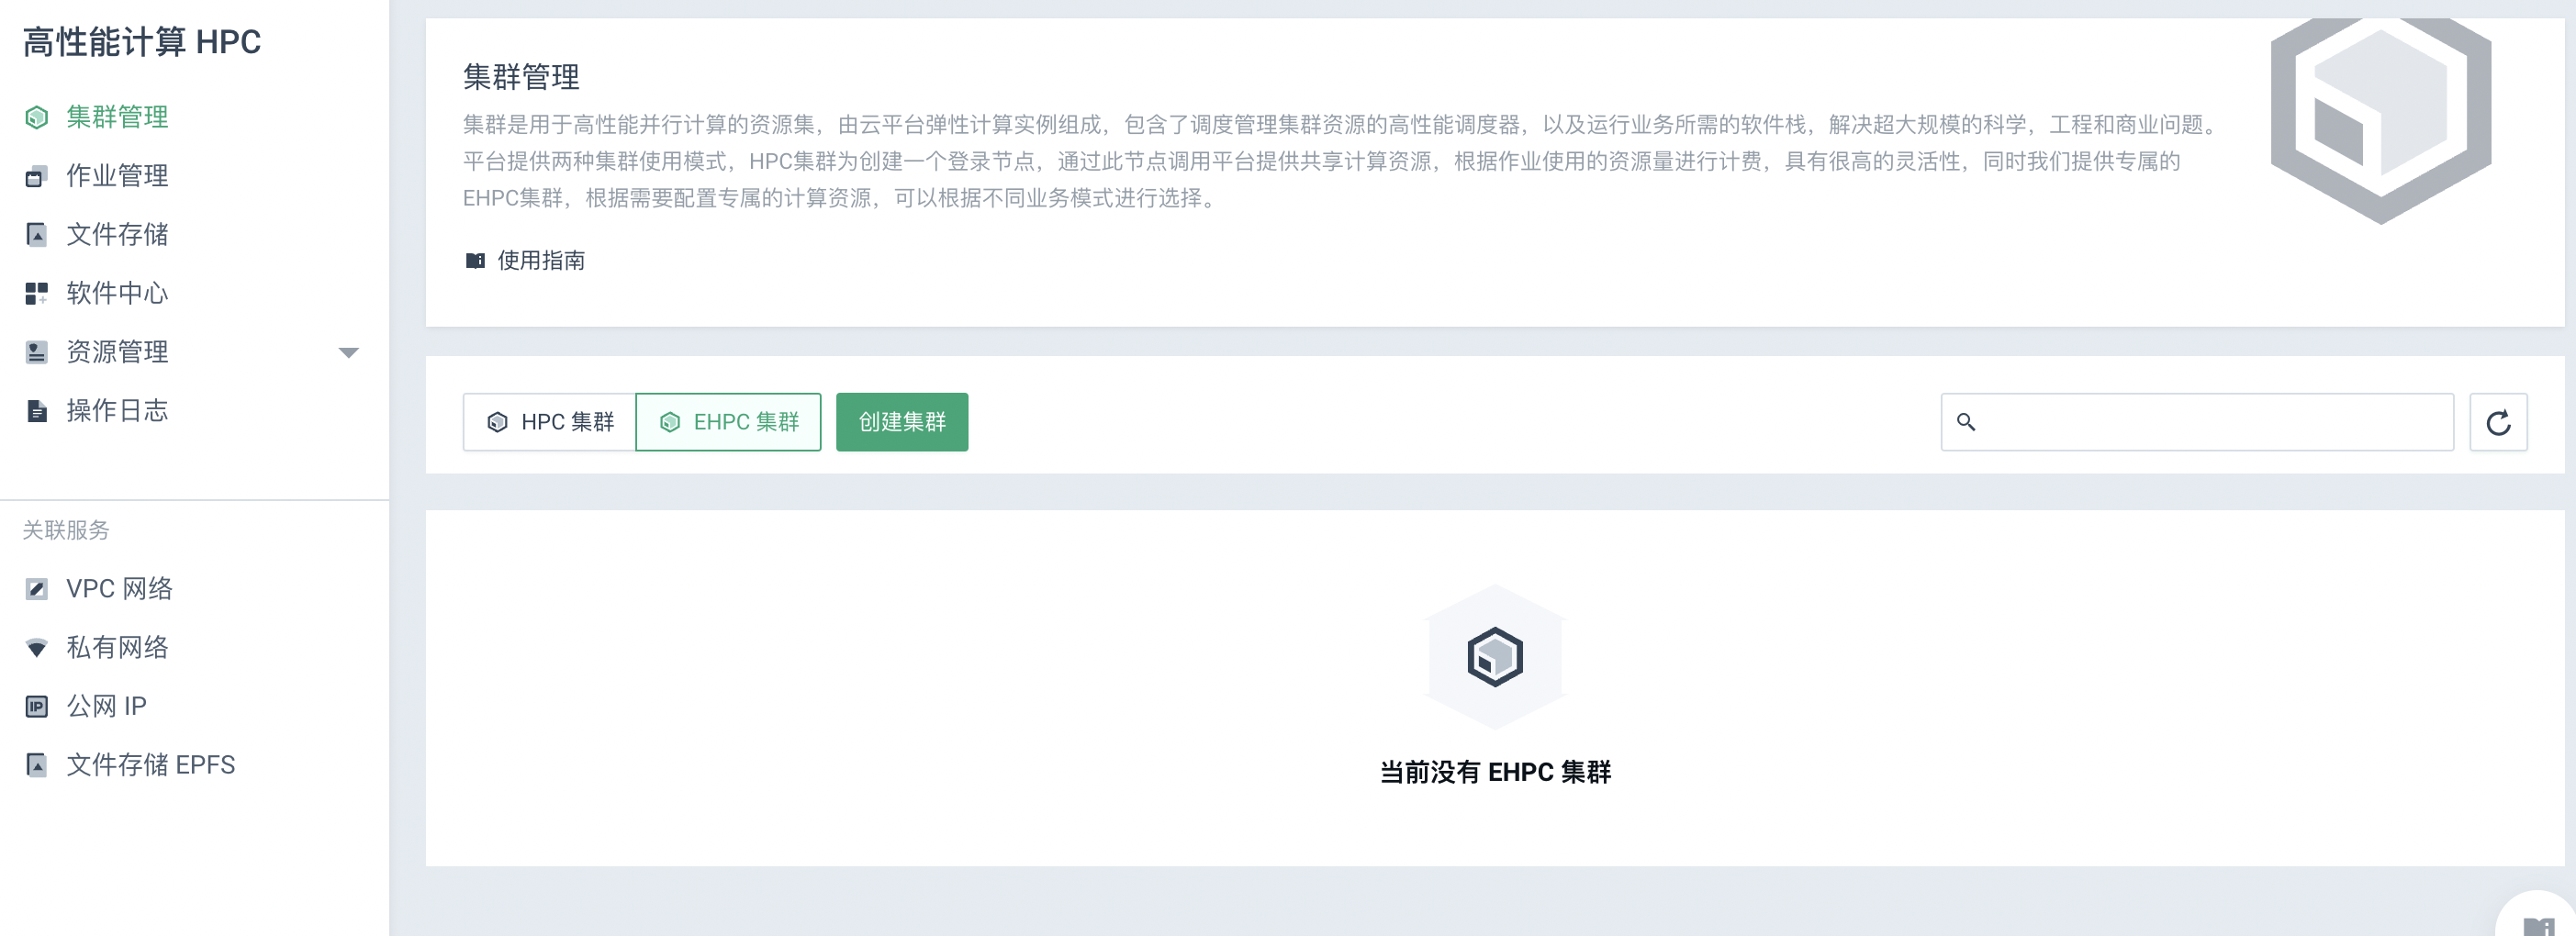 高性能计算 HPC
集群管理
作业管理
文件存储
软件中心
资源管理
操作日志
关联服务
VPC 网络
私有网络
IP
公网 IP
文件存储 EPFS
集群管理
集群是用于高性能并行计算的资源集，由云平台弹性计算实例组成，包含了调度管理集群资源的高性能调度器，以及运行业务所需的软件栈，解决超大规模的科学，工程和商业问题。
平台提供两种集群使用模式，HPC集群为创建一个登录节点，通过此节点调用平台提供共享计算资源，根据作业使用的资源量进行计费，具有很高的灵活性，同时我们提供专属的
EHPC集群，根据需要配置专属的计算资源，可以根据不同业务模式进行选择。
使用指南
HPC 集群
EHPC 集群
创建集群
当前没有 EHPC 集群